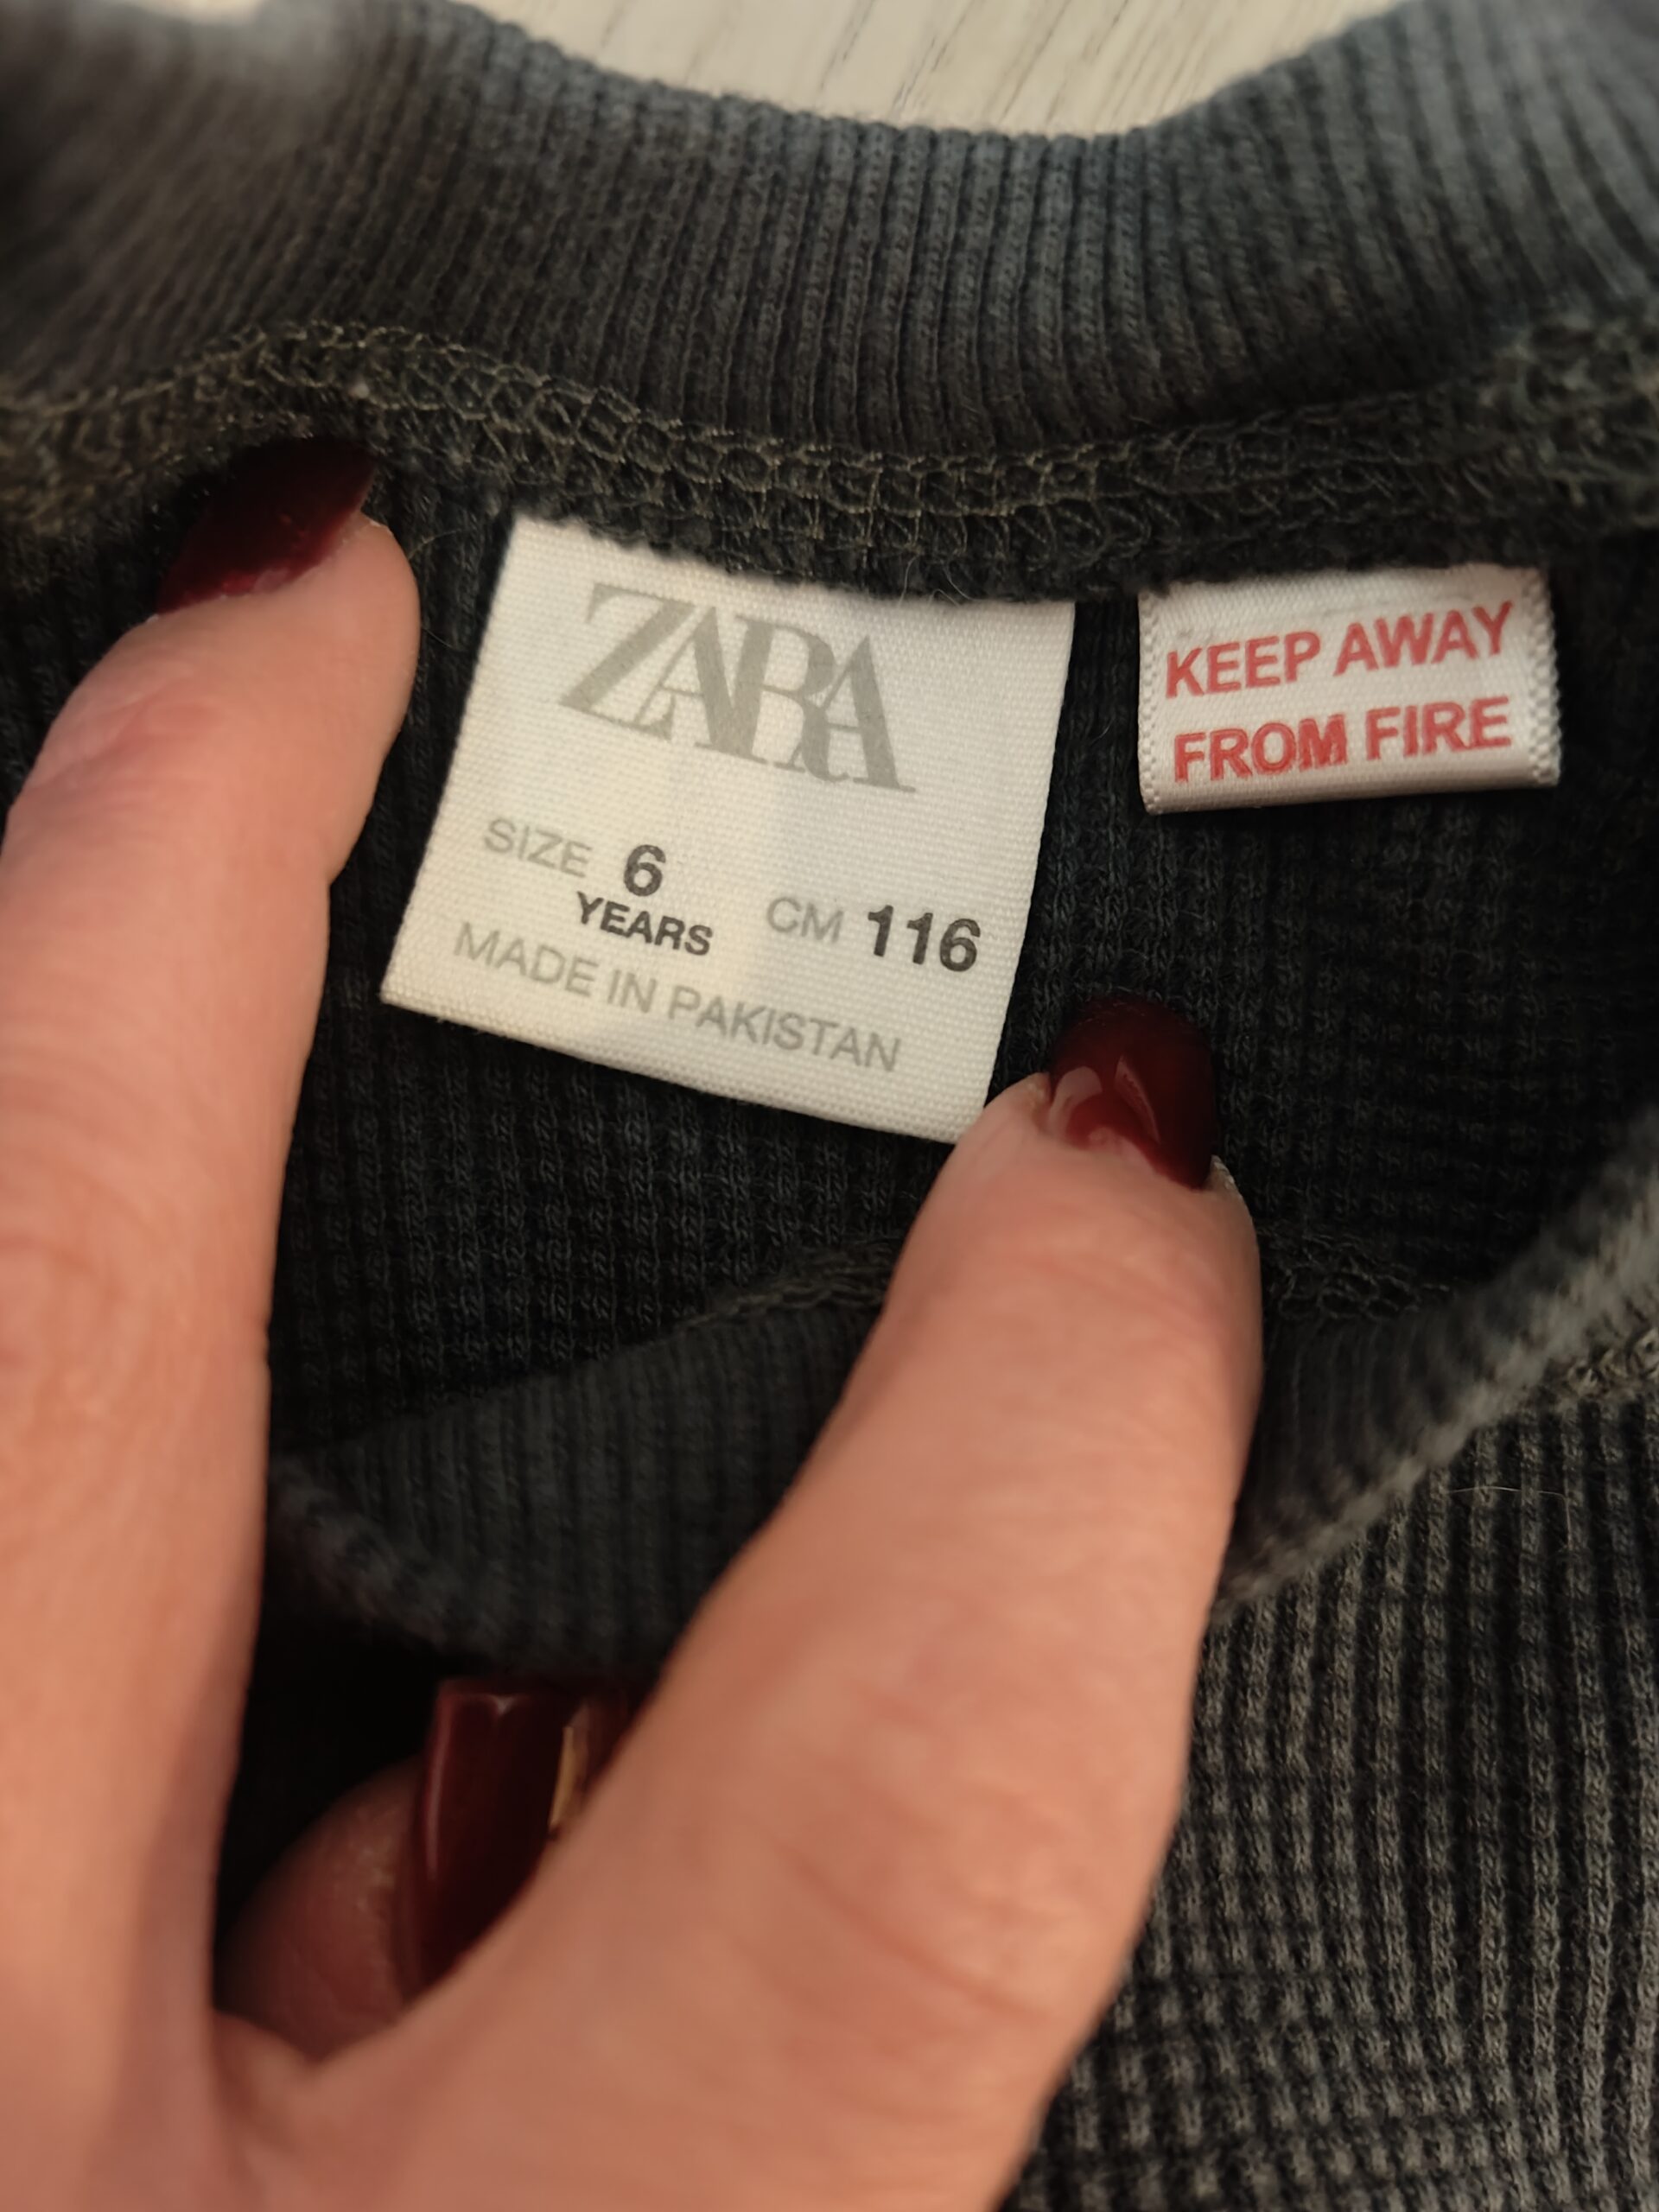 ZARA
SIZE 6 YEARS CM 116
MADE IN PAKISTAN
KEEP AWAY
FROM FIRE